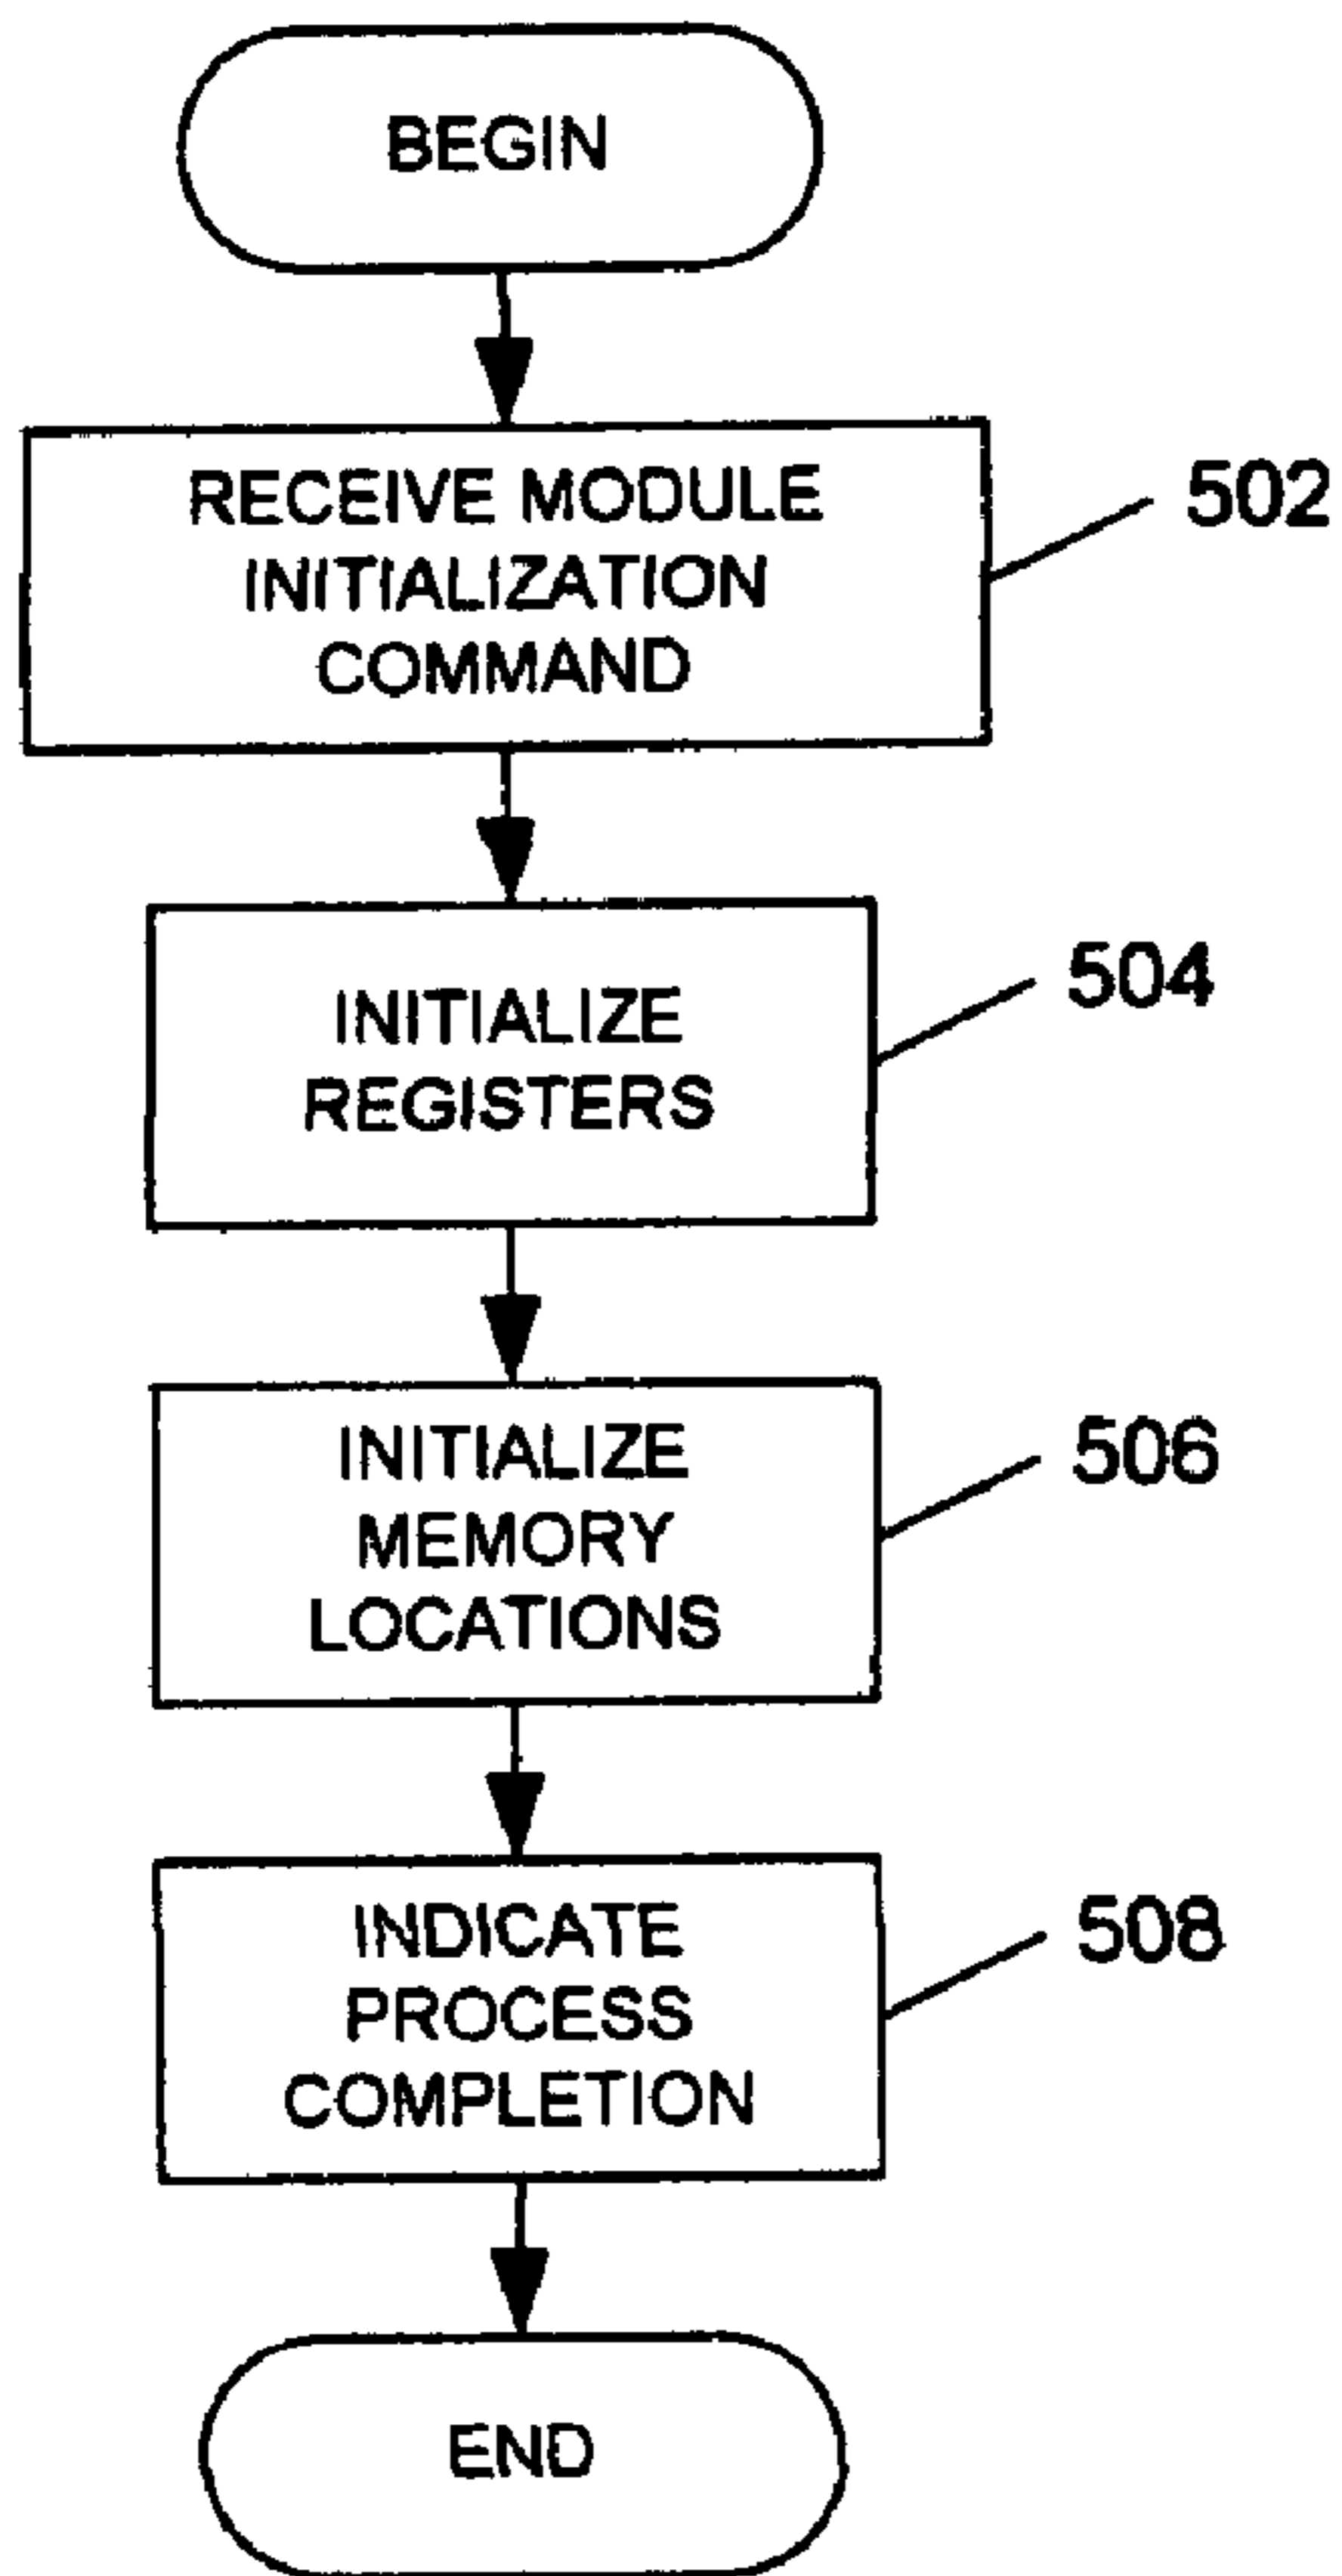 BEGIN
RECEIVE MODULE
INITIALIZATION
COMMAND
502
INITIALIZE
REGISTERS
504
INITIALIZE
MEMORY
LOCATIONS
506
INDICATE
PROCESS
COMPLETION
508
END